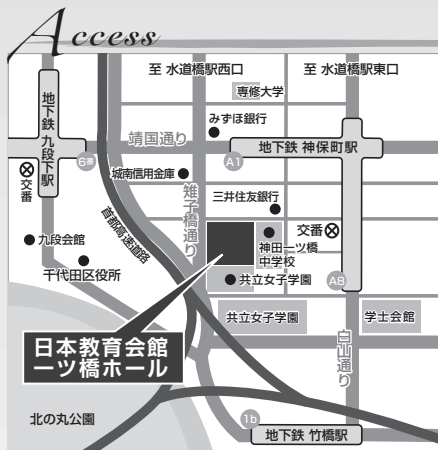 Access
至 水道橋駅西口
至 水道橋駅東口
専修大学
みずほ銀行
地下鉄 九段下駅
靖国通り
地下鉄 神保町駅
6番
A1
城南信用金庫
交番
三井住友銀行
雉子橋通り
首都高速道路
交番
神田一ツ橋
中学校
九段会館
千代田区役所
共立女子学園
A8
共立女子学園
学士会館
日本教育会館
一ツ橋ホール
白山通り
北の丸公園
1b
地下鉄 竹橋駅